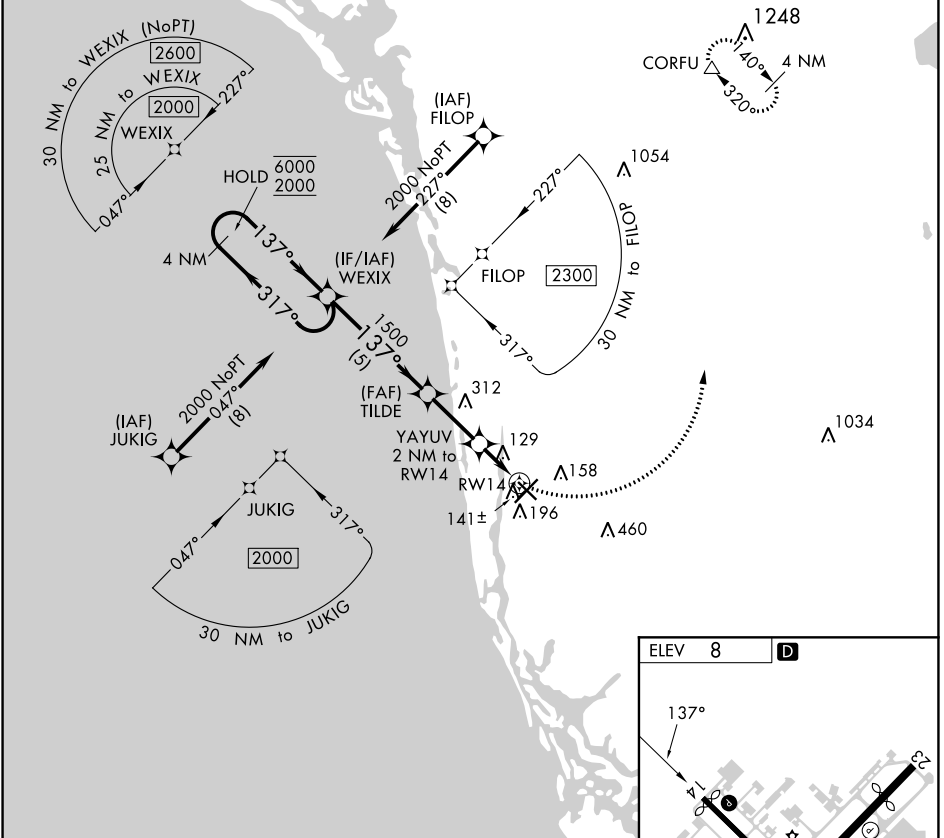 30 NM to WEXIX (NoPT)
2600
25 NM to WEXIX
2000
WEXIX
227°
047°
1248
CORFU
140°
4 NM
320°
(IAF)
FILOP
2000 NoPT
227°
(8)
1054
HOLD
6000
2000
4 NM
137°
317°
(IF/IAF)
WEXIX
227°
FILOP
2300
30 NM to FILOP
317°
1500
137°
(5)
2000 NoPT
047°
(8)
(IAF)
JUKIG
(FAF)
TILDE
312
YAYUV
2 NM to
RW14
129
RW14
158
1034
141±
196
460
JUKIG
047°
317°
2000
30 NM to JUKIG
ELEV 8
D
137°
14
P
23
P